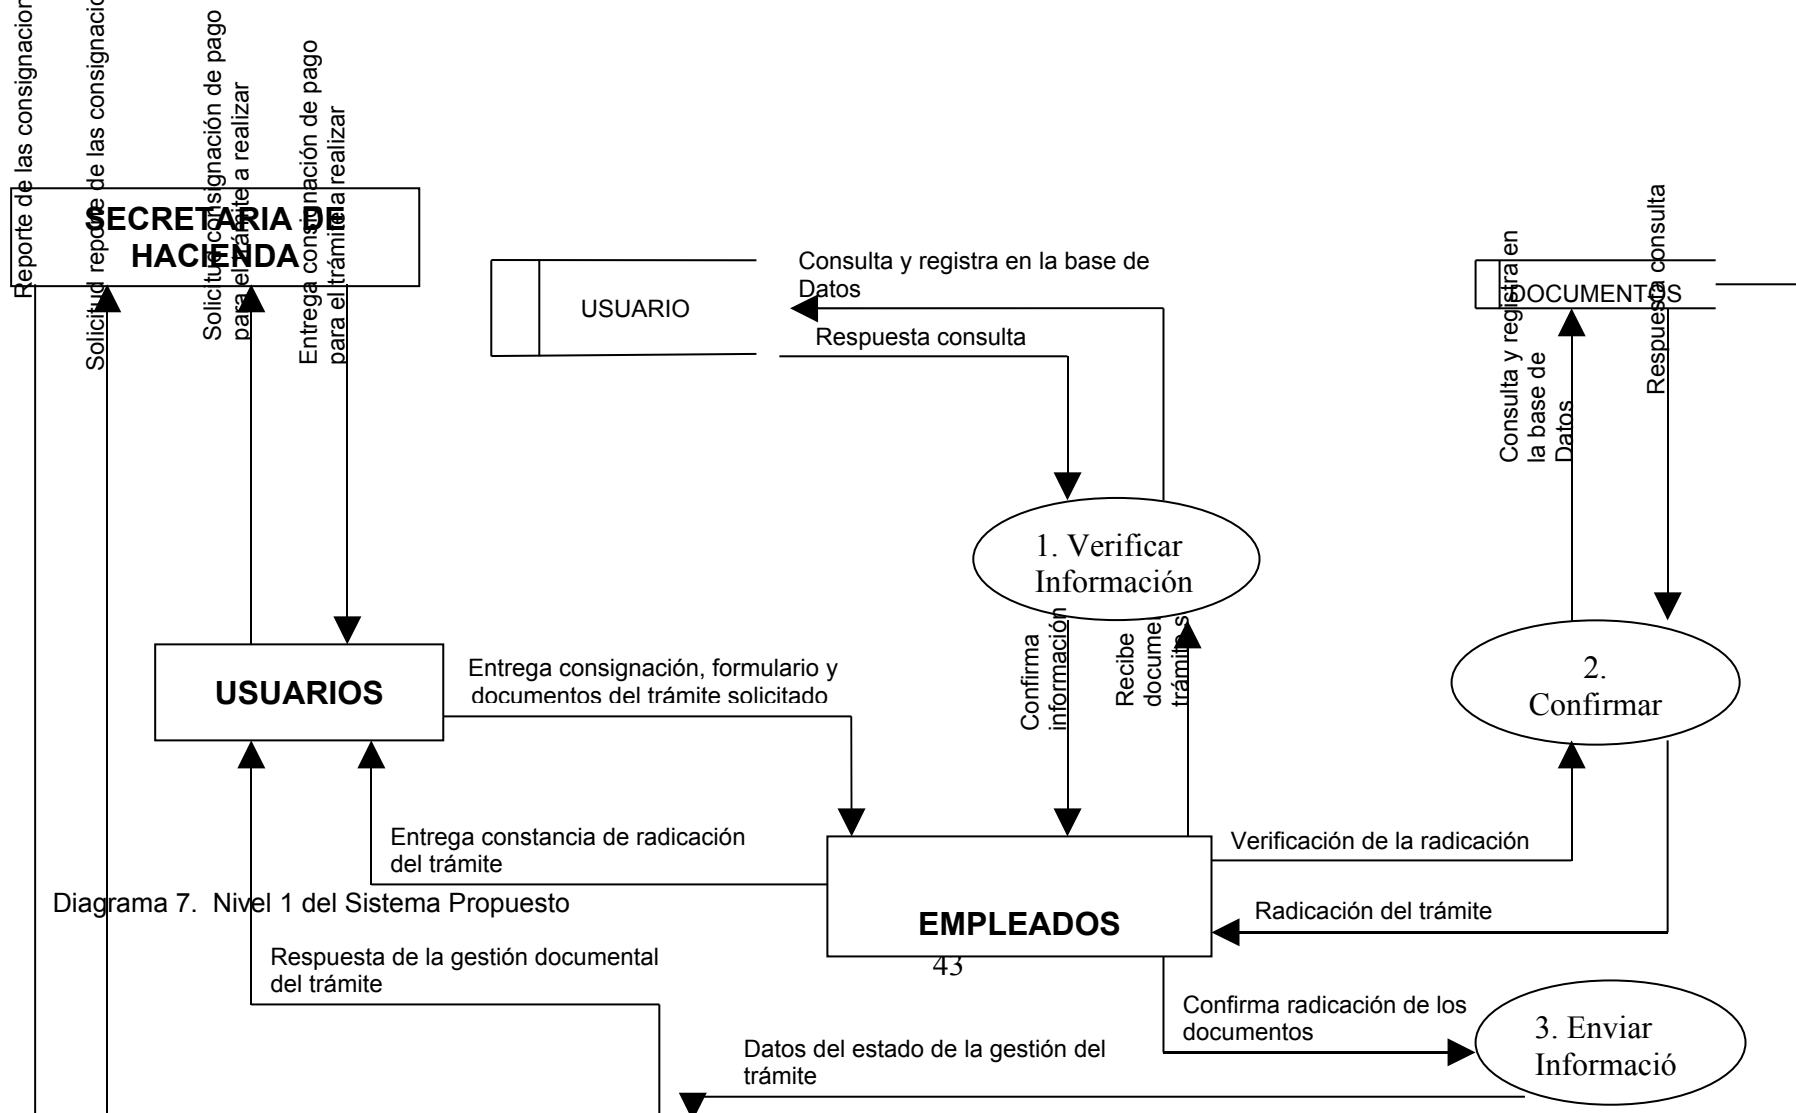 Reporte de las
Solicitud reporte de las
Solicitud consignación de pago
para el trámite a realizar
Entrega consignación de pago
para el trámite a realizar
SECRETARIA DE
HACIENDA
USUARIO
Consulta y registra en la base de
Datos
Respuesta consulta
DOCUMENTOS
Consulta y registra en
la base de
Datos
Respuesta consulta
1. Verificar
Información
Confirma
información
Recibe
trámite
2.
Confirmar
USUARIOS
Entrega consignación, formulario y
documentos del trámite solicitado
Entrega constancia de radicación
del trámite
Verificación de la radicación
Diagrama 7. Nivel 1 del Sistema Propuesto
EMPLEADOS
Radicación del trámite
43
Respuesta de la gestión documental
del trámite
Confirma radicación de los
documentos
3. Enviar
Informació
Datos del estado de la gestión del
trámite